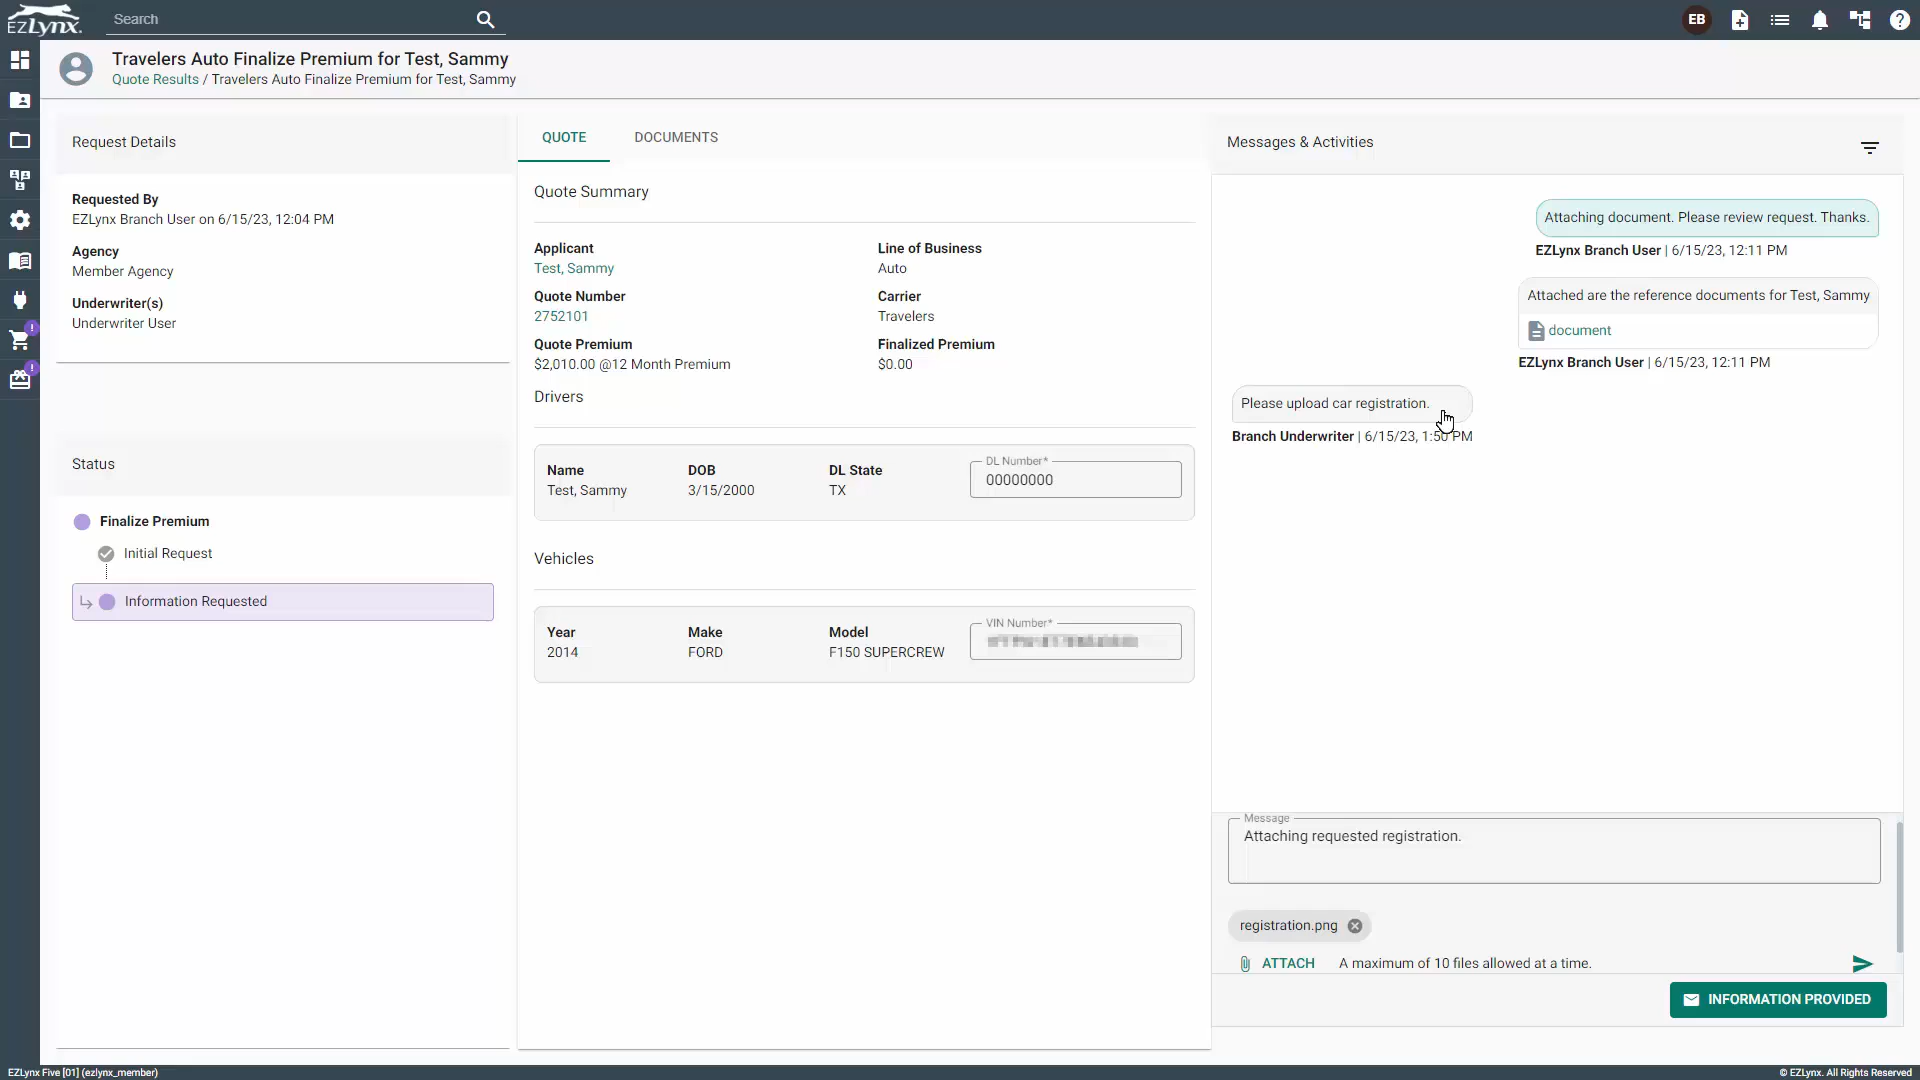 EZLynx
Search
EB
Travelers Auto Finalize Premium for Test, Sammy
Quote Results / Travelers Auto Finalize Premium for Test, Sammy
Request Details
Requested By
EZLynx Branch User on 6/15/23, 12:04 PM
Agency
Member Agency
Underwriter(s)
Underwriter User
Status
Finalize Premium
Initial Request
Information Requested
QUOTE
DOCUMENTS
Quote Summary
Applicant
Test, Sammy
Line of Business
Auto
Quote Number
2752101
Carrier
Travelers
Quote Premium
$2,010.00 @12 Month Premium
Finalized Premium
$0.00
Drivers
Name
Test, Sammy
DOB
3/15/2000
DL State
TX
DL Number*
00000000
Vehicles
Year
2014
Make
FORD
Model
F150 SUPERCREW
VIN Number*
Messages & Activities
Attaching document. Please review request. Thanks.
EZLynx Branch User | 6/15/23, 12:11 PM
Attached are the reference documents for Test, Sammy
document
EZLynx Branch User | 6/15/23, 12:11 PM
Please upload car registration.
Branch Underwriter | 6/15/23, 1:50 PM
Message
Attaching requested registration.
registration.png
ATTACH
A maximum of 10 files allowed at a time.
INFORMATION PROVIDED
EZLynx Five [01] (ezlynx_member)
© EZLynx. All Rights Reserved